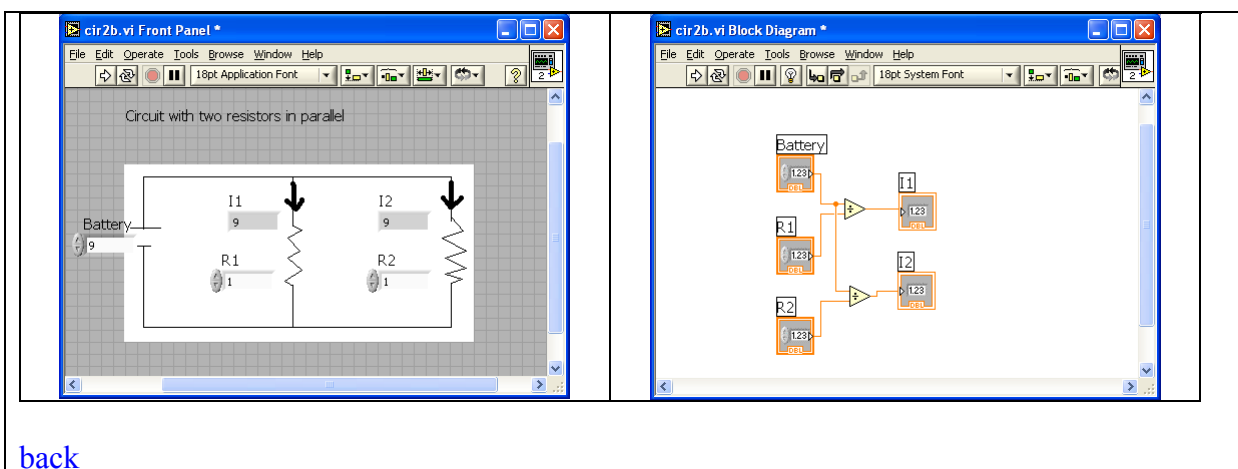 cir2b.vi Front Panel *
File Edit Operate Tools Browse Window Help
18pt Application Font
2
Circuit with two resistors in parallel
I1
9
I2
9
Battery
9
R1
1
R2
1
cir2b.vi Block Diagram *
File Edit Operate Tools Browse Window Help
18pt System Font
2
Battery
1.23
DBL
I1
1.23
DBL
R1
1.23
DBL
I2
1.23
DBL
R2
1.23
DBL
back